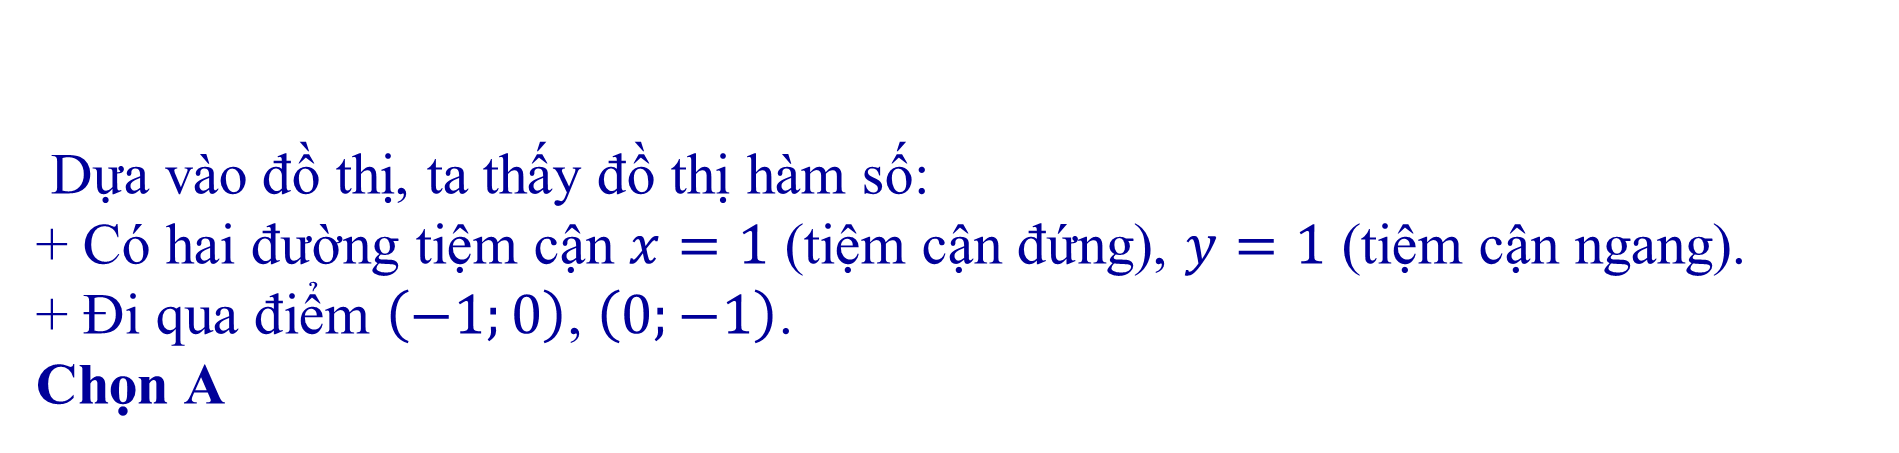 Dựa vào đồ thị, ta thấy đồ thị hàm số:
+ Có hai đường tiệm cận x = 1 (tiệm cận đứng), y = 1 (tiệm cận ngang).
+ Đi qua điểm (−1; 0), (0; −1).
Chọn A